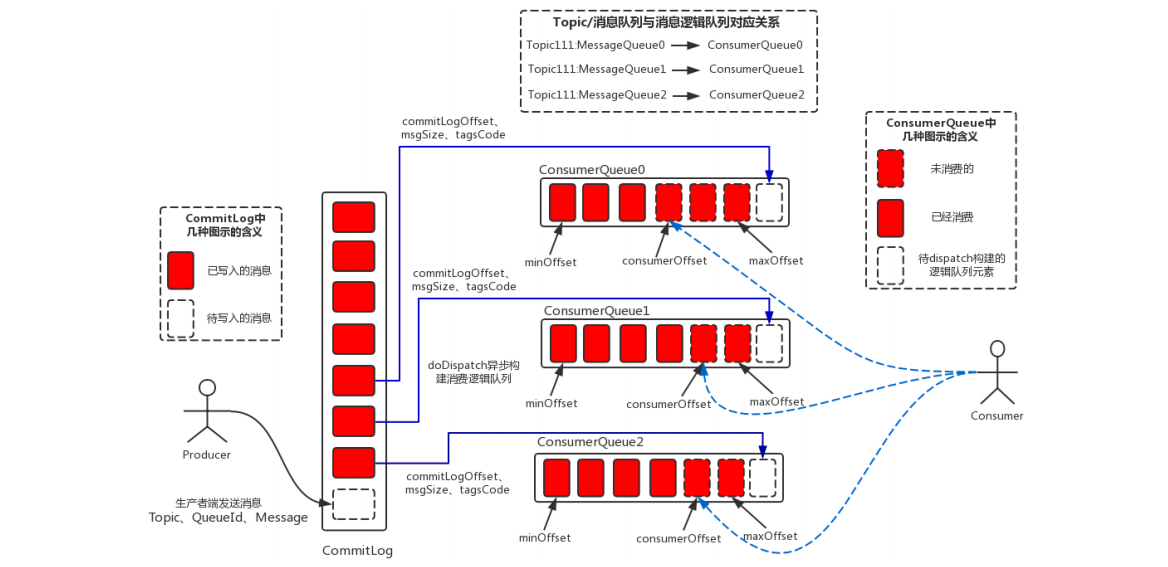 Topic/消息队列与消息逻辑队列对应关系
Topic111:MessageQueue0 ConsumerQueue0
Topic111:MessageQueue1 ConsumerQueue1
Topic111:MessageQueue2 ConsumerQueue2
commitLogOffset、
msgSize、tagsCode
ConsumerQueue中
几种图示的含义
未消费的
已经消费
待dispatch构建的
逻辑队列元素
ConsumerQueue0
minOffset
consumerOffset
maxOffset
CommitLog中
几种图示的含义
已写入的消息
待写入的消息
commitLogOffset、
msgSize、tagsCode
ConsumerQueue1
minOffset
consumerOffset
maxOffset
doDispatch异步构
建消费逻辑队列
Consumer
Producer
ConsumerQueue2
commitLogOffset、
msgSize、tagsCode
minOffset
consumerOffset
maxOffset
生产者端发送消息
Topic、QueueId、Message
CommitLog